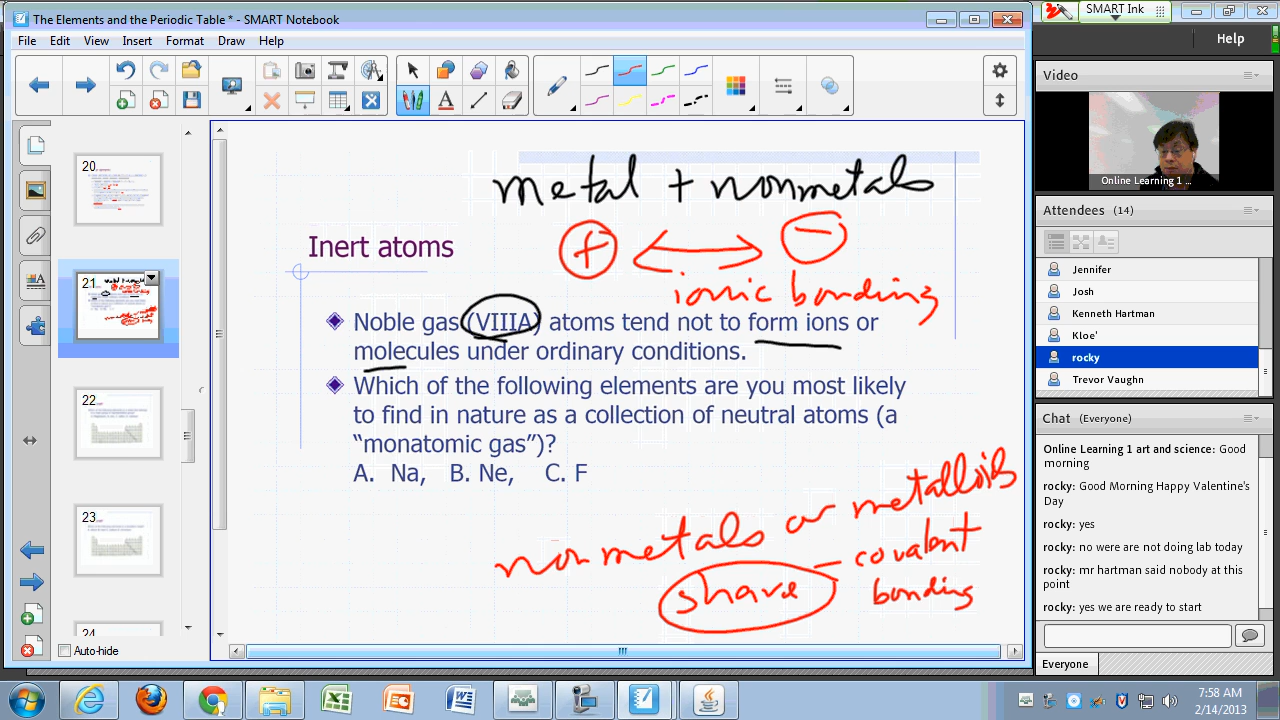 The Elements and the Periodic Table * - SMART Notebook
SMART Ink
File Edit View Insert Format Draw Help
Help
20
21
22
23
24
Auto-hide
metal + nonmetals
+ −
ionic bonding
Inert atoms
Noble gas (VIIIA) atoms tend not to form ions or
molecules under ordinary conditions.
Which of the following elements are you most likely
to find in nature as a collection of neutral atoms (a
“monatomic gas”)?
A. Na, B. Ne, C. F
nonmetals or metalloids
share – covalent
bonding
Video
Online Learning 1 ...
Attendees (14)
Jennifer
Josh
Kenneth Hartman
Kloe'
rocky
Trevor Vaughn
Chat (Everyone)
Online Learning 1 art and science: Good
morning
rocky: Good Morning Happy Valentine's
Day
rocky: yes
rocky: no were are not doing lab today
rocky: mr hartman said nobody at this
point
rocky: yes we are ready to start
Everyone
7:58 AM
2/14/2013